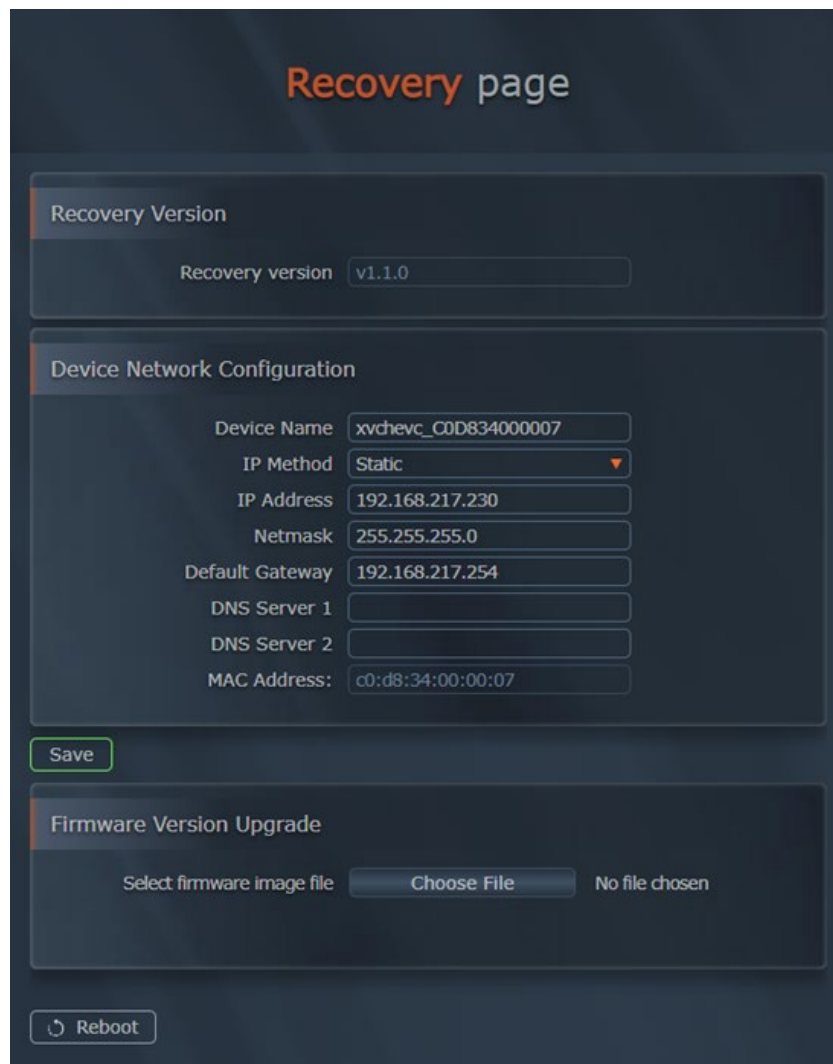 Recovery page
Recovery Version
Recovery version v1.1.0
Device Network Configuration
Device Name xvchevc_C0D834000007
IP Method Static
IP Address 192.168.217.230
Netmask 255.255.255.0
Default Gateway 192.168.217.254
DNS Server 1
DNS Server 2
MAC Address: c0:d8:34:00:00:07
Save
Firmware Version Upgrade
Select firmware image file Choose File No file chosen
Reboot